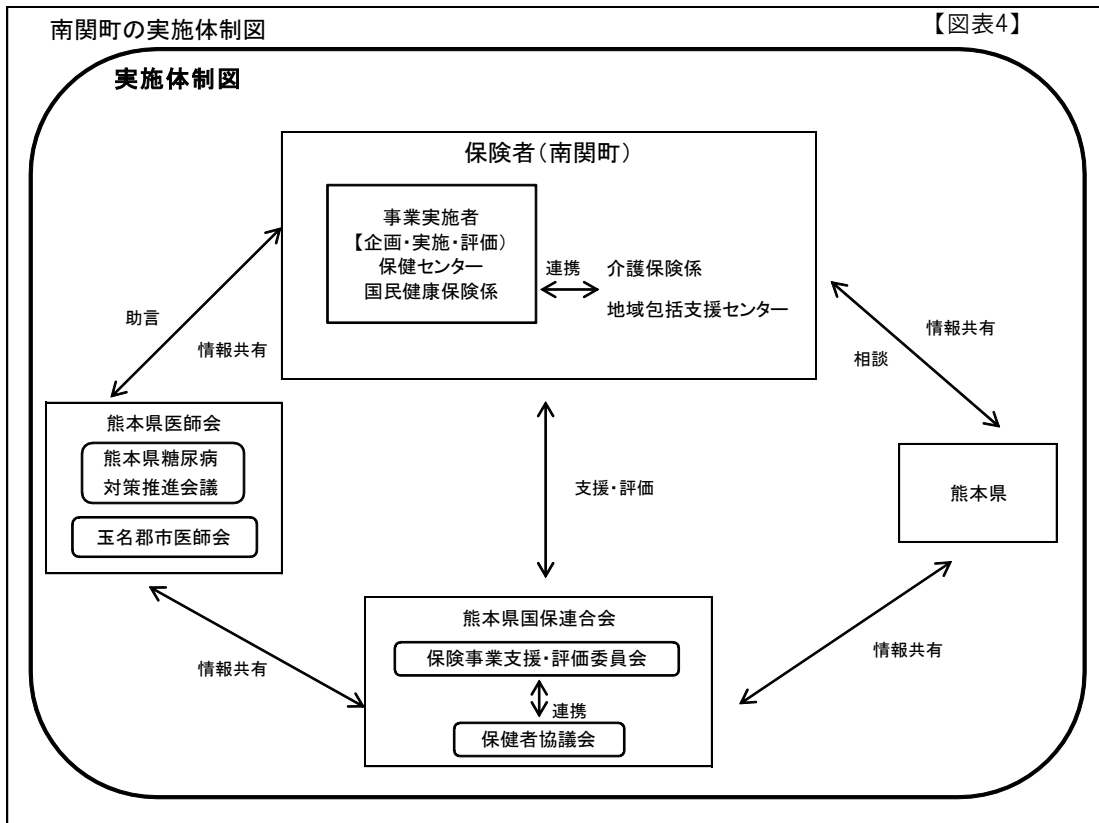 南関町の実施体制図
【図表4】
実施体制図
保険者(南関町)
事業実施者
【企画・実施・評価)
保健センター
国民健康保険係
連携
介護保険係
地域包括支援センター
助言
情報共有
情報共有
相談
熊本県医師会
熊本県糖尿病
対策推進会議
玉名郡市医師会
支援・評価
熊本県
熊本県国保連合会
保険事業支援・評価委員会
連携
保健者協議会
情報共有
情報共有